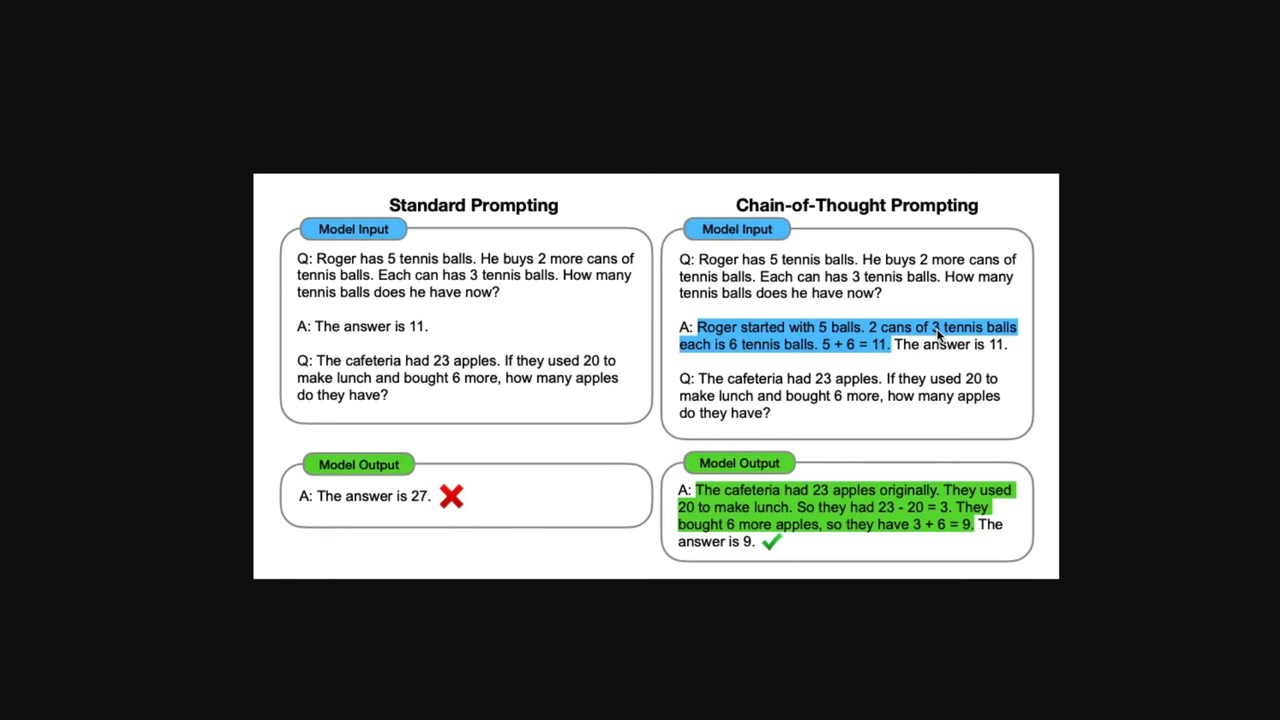 Standard Prompting
Model Input
Q: Roger has 5 tennis balls. He buys 2 more cans of
tennis balls. Each can has 3 tennis balls. How many
tennis balls does he have now?
A: The answer is 11.
Q: The cafeteria had 23 apples. If they used 20 to
make lunch and bought 6 more, how many apples
do they have?
Model Output
A: The answer is 27.
Chain-of-Thought Prompting
Model Input
Q: Roger has 5 tennis balls. He buys 2 more cans of
tennis balls. Each can has 3 tennis balls. How many
tennis balls does he have now?
A: Roger started with 5 balls. 2 cans of 3 tennis balls
each is 6 tennis balls. 5 + 6 = 11. The answer is 11.
Q: The cafeteria had 23 apples. If they used 20 to
make lunch and bought 6 more, how many apples
do they have?
Model Output
A: The cafeteria had 23 apples originally. They used
20 to make lunch. So they had 23 - 20 = 3. They
bought 6 more apples, so they have 3 + 6 = 9. The
answer is 9.